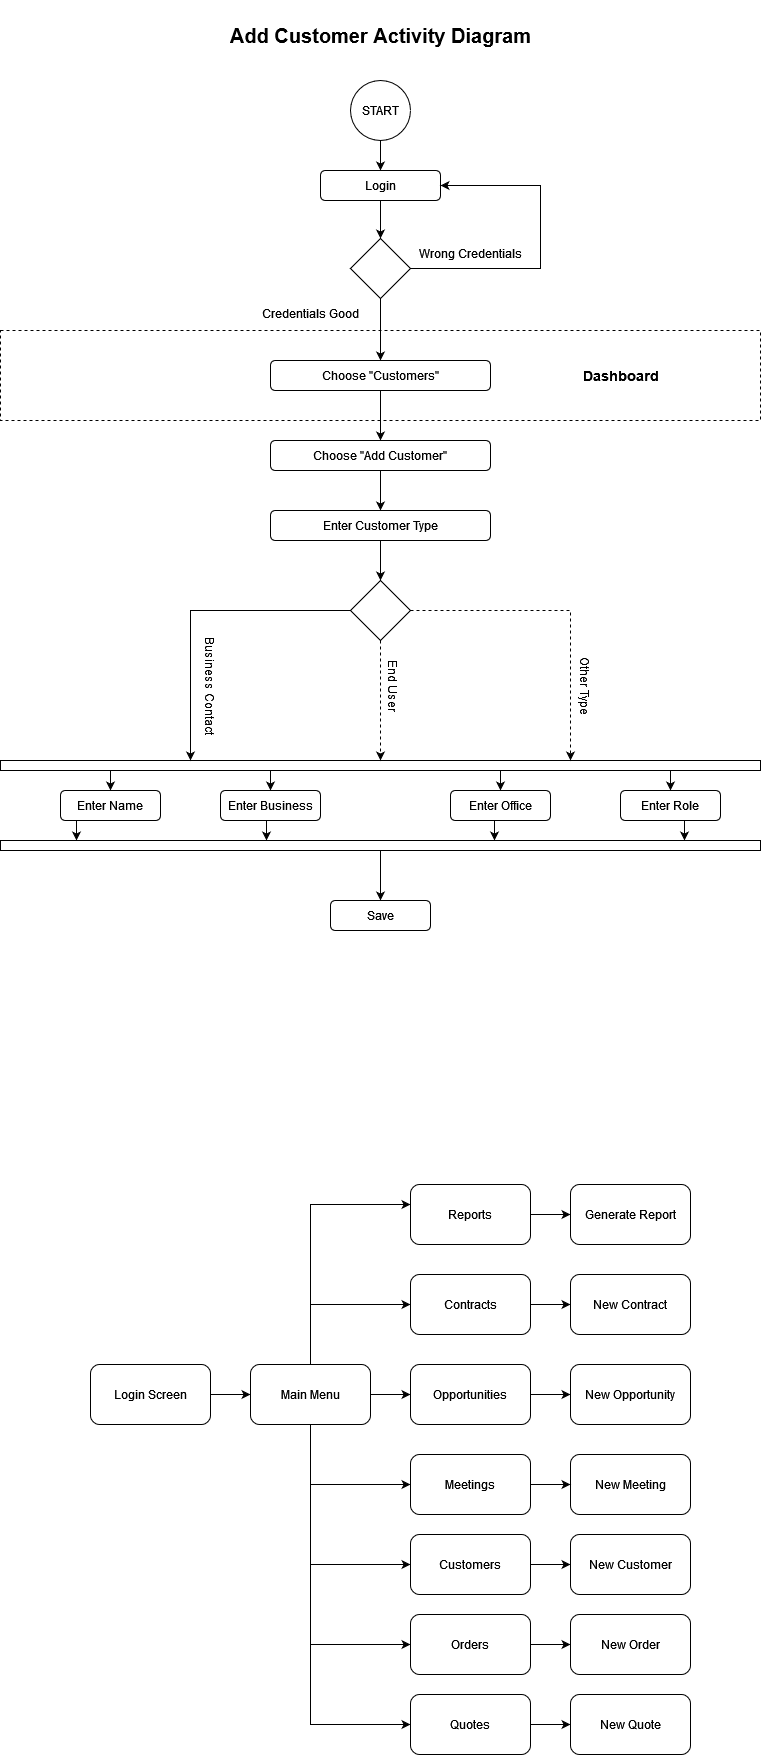 Add Customer Activity Diagram
START
Login
Wrong Credentials
Credentials Good
Choose "Customers"
Dashboard
Choose "Add Customer"
Enter Customer Type
Business Contact
End User
Other Type
Enter Name
Enter Business
Enter Office
Enter Role
Save
Reports
Generate Report
Contracts
New Contract
Login Screen
Main Menu
Opportunities
New Opportunity
Meetings
New Meeting
Customers
New Customer
Orders
New Order
Quotes
New Quote